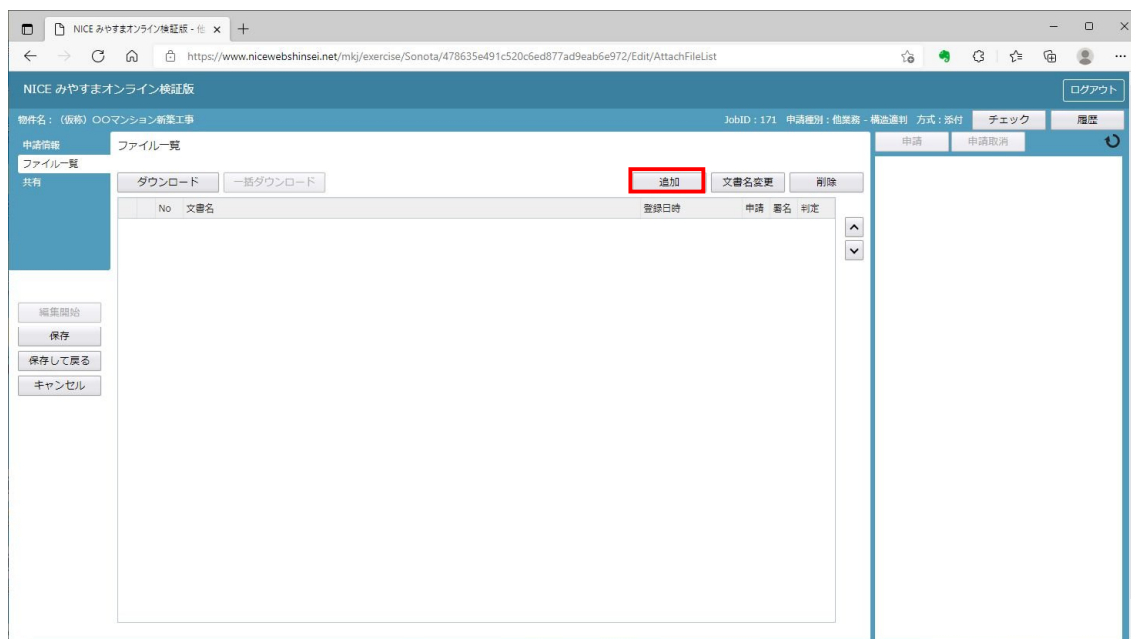 NICE みやすまオンライン検証版 - 他
https://www.nicewebshinsei.net/mkj/exercise/Sonota/478635e491c520c6ed877ad9eab6e972/Edit/AttachFileList
NICE みやすまオンライン検証版
ログアウト
物件名：（仮称）〇〇マンション新築工事
JobID：171 申請種別：他業務 - 構造適判 方式：添付
チェック
履歴
申請情報
ファイル一覧
共有
ファイル一覧
申請
申請取消
ダウンロード
一括ダウンロード
追加
文書名変更
削除
No 文書名 登録日時 申請 署名 判定
編集開始
保存
保存して戻る
キャンセル